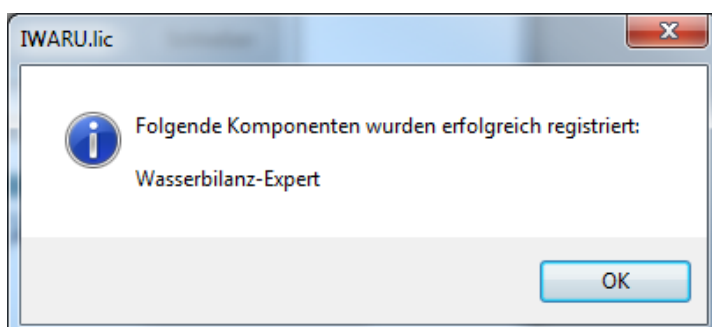 IWARU.lic
Folgende Komponenten wurden erfolgreich registriert:
Wasserbilanz-Expert
OK